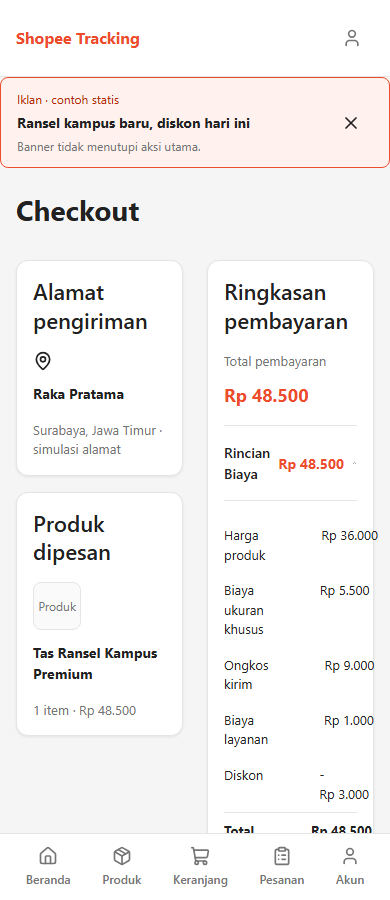 Shopee Tracking
Iklan · contoh statis
Ransel kampus baru, diskon hari ini
Banner tidak menutupi aksi utama.
Checkout
Alamat
pengiriman
Raka Pratama
Surabaya, Jawa Timur ·
simulasi alamat
Produk
dipesan
Produk
Tas Ransel Kampus
Premium
1 item · Rp 48.500
Ringkasan
pembayaran
Total pembayaran
Rp 48.500
Rincian
Biaya
Rp 48.500
Harga
produk
Rp 36.000
Biaya
ukuran
khusus
Rp 5.500
Ongkos
kirim
Rp 9.000
Biaya
layanan
Rp 1.000
Diskon
-
Rp 3.000
Total
Rp 48.500
Beranda
Produk
Keranjang
Pesanan
Akun